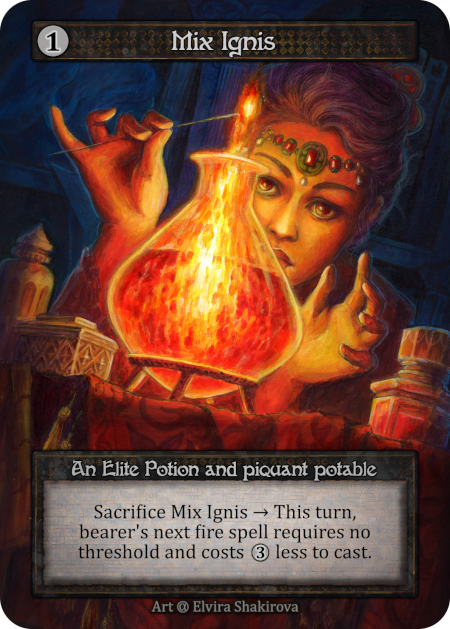 1
Mix Ignis
An Elite Potion and piquant potable
Sacrifice Mix Ignis → This turn,
bearer's next fire spell requires no
threshold and costs ③ less to cast.
Art @ Elvira Shakirova